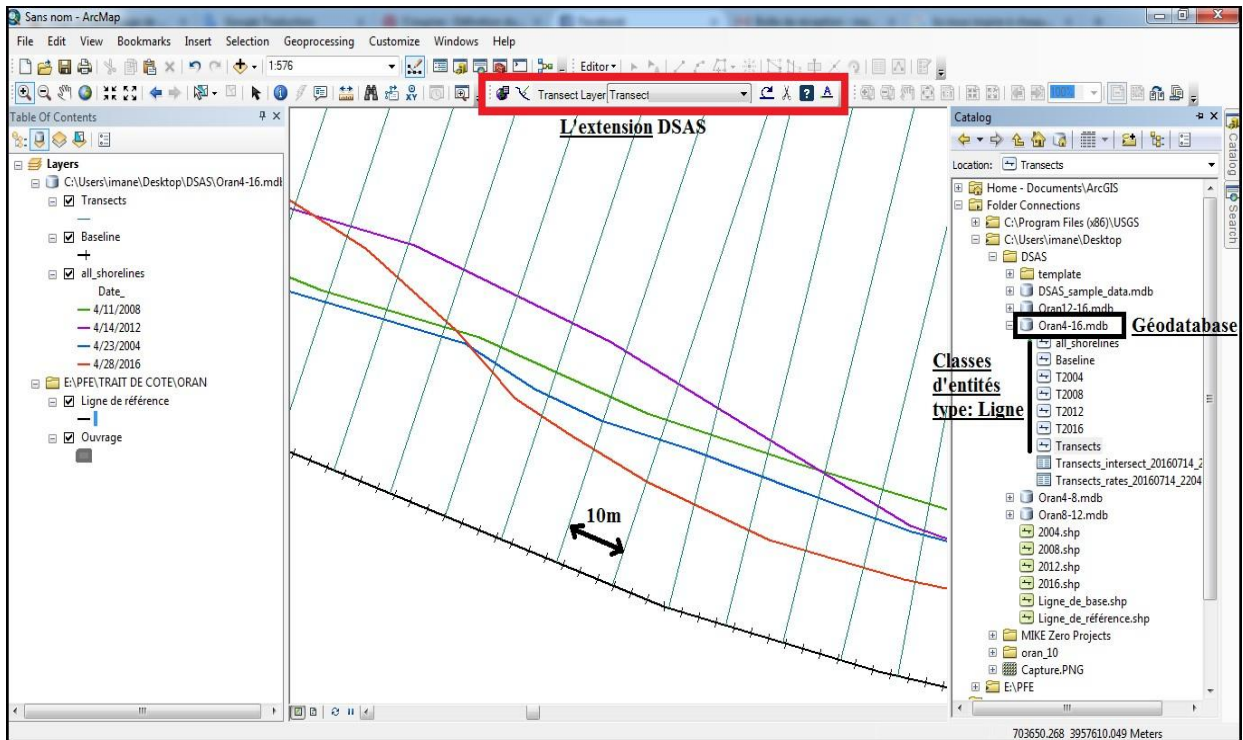 Sans nom - ArcMap
File Edit View Bookmarks Insert Selection Geoprocessing Customize Windows Help
1:576
Editor
Transect Layer Transect
100%
Table Of Contents
L'extension DSAS
Catalog
Location: Transects
Layers
C:\Users\imane\Desktop\DSAS\Oran4-16.mdb
Transects
Baseline
all_shorelines
Date_
4/11/2008
4/14/2012
4/23/2004
4/28/2016
E:\PFE\TRAIT DE COTE\ORAN
Ligne de référence
Ouvrage
10m
Home - Documents\ArcGIS
Folder Connections
C:\Program Files (x86)\USGS
C:\Users\imane\Desktop
DSAS
template
DSAS_sample_data.mdb
Oran12-16.mdb
Oran4-16.mdb
Géodatabase
all_shorelines
Baseline
T2004
T2008
T2012
T2016
Transects
Transects_intersect_20160714_2
Transects_rates_20160714_2204
Classes
d'entités
type: Ligne
Oran4-8.mdb
Oran8-12.mdb
2004.shp
2008.shp
2012.shp
2016.shp
Ligne_de_base.shp
Ligne_de_référence.shp
MIKE Zero Projects
oran_10
Capture.PNG
E:\PFE
Catalog
Search
703650.268 3957610.049 Meters